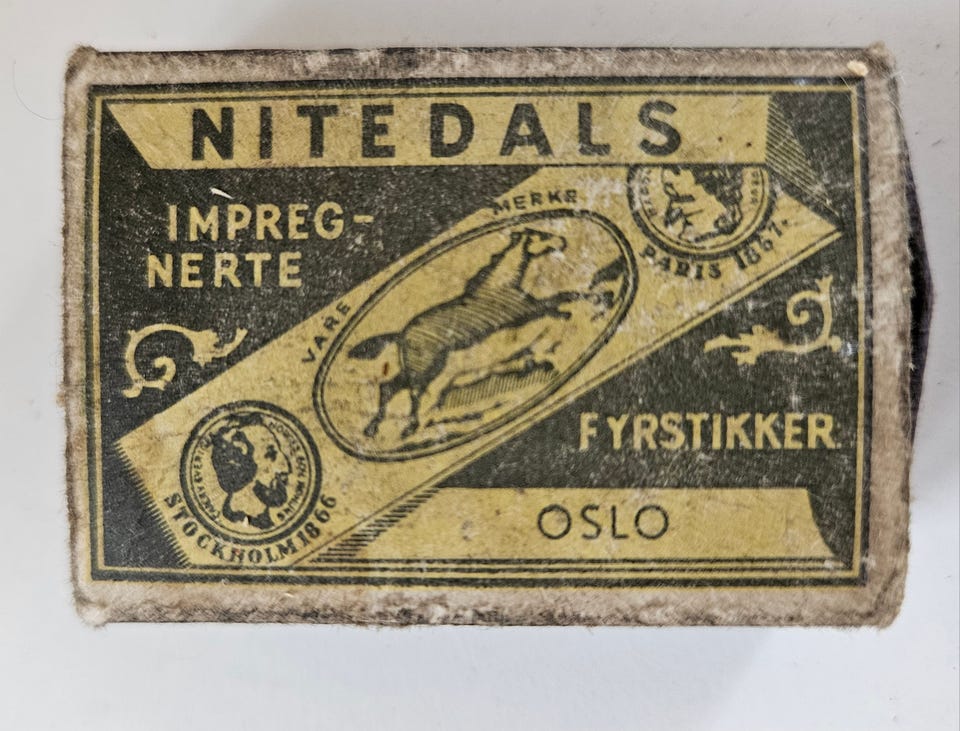 NITEDALS
IMPREG-
NERTE
VARE MERKE
PARIS 1867.
STOCKHOLM 1866
FYRSTIKKER
OSLO